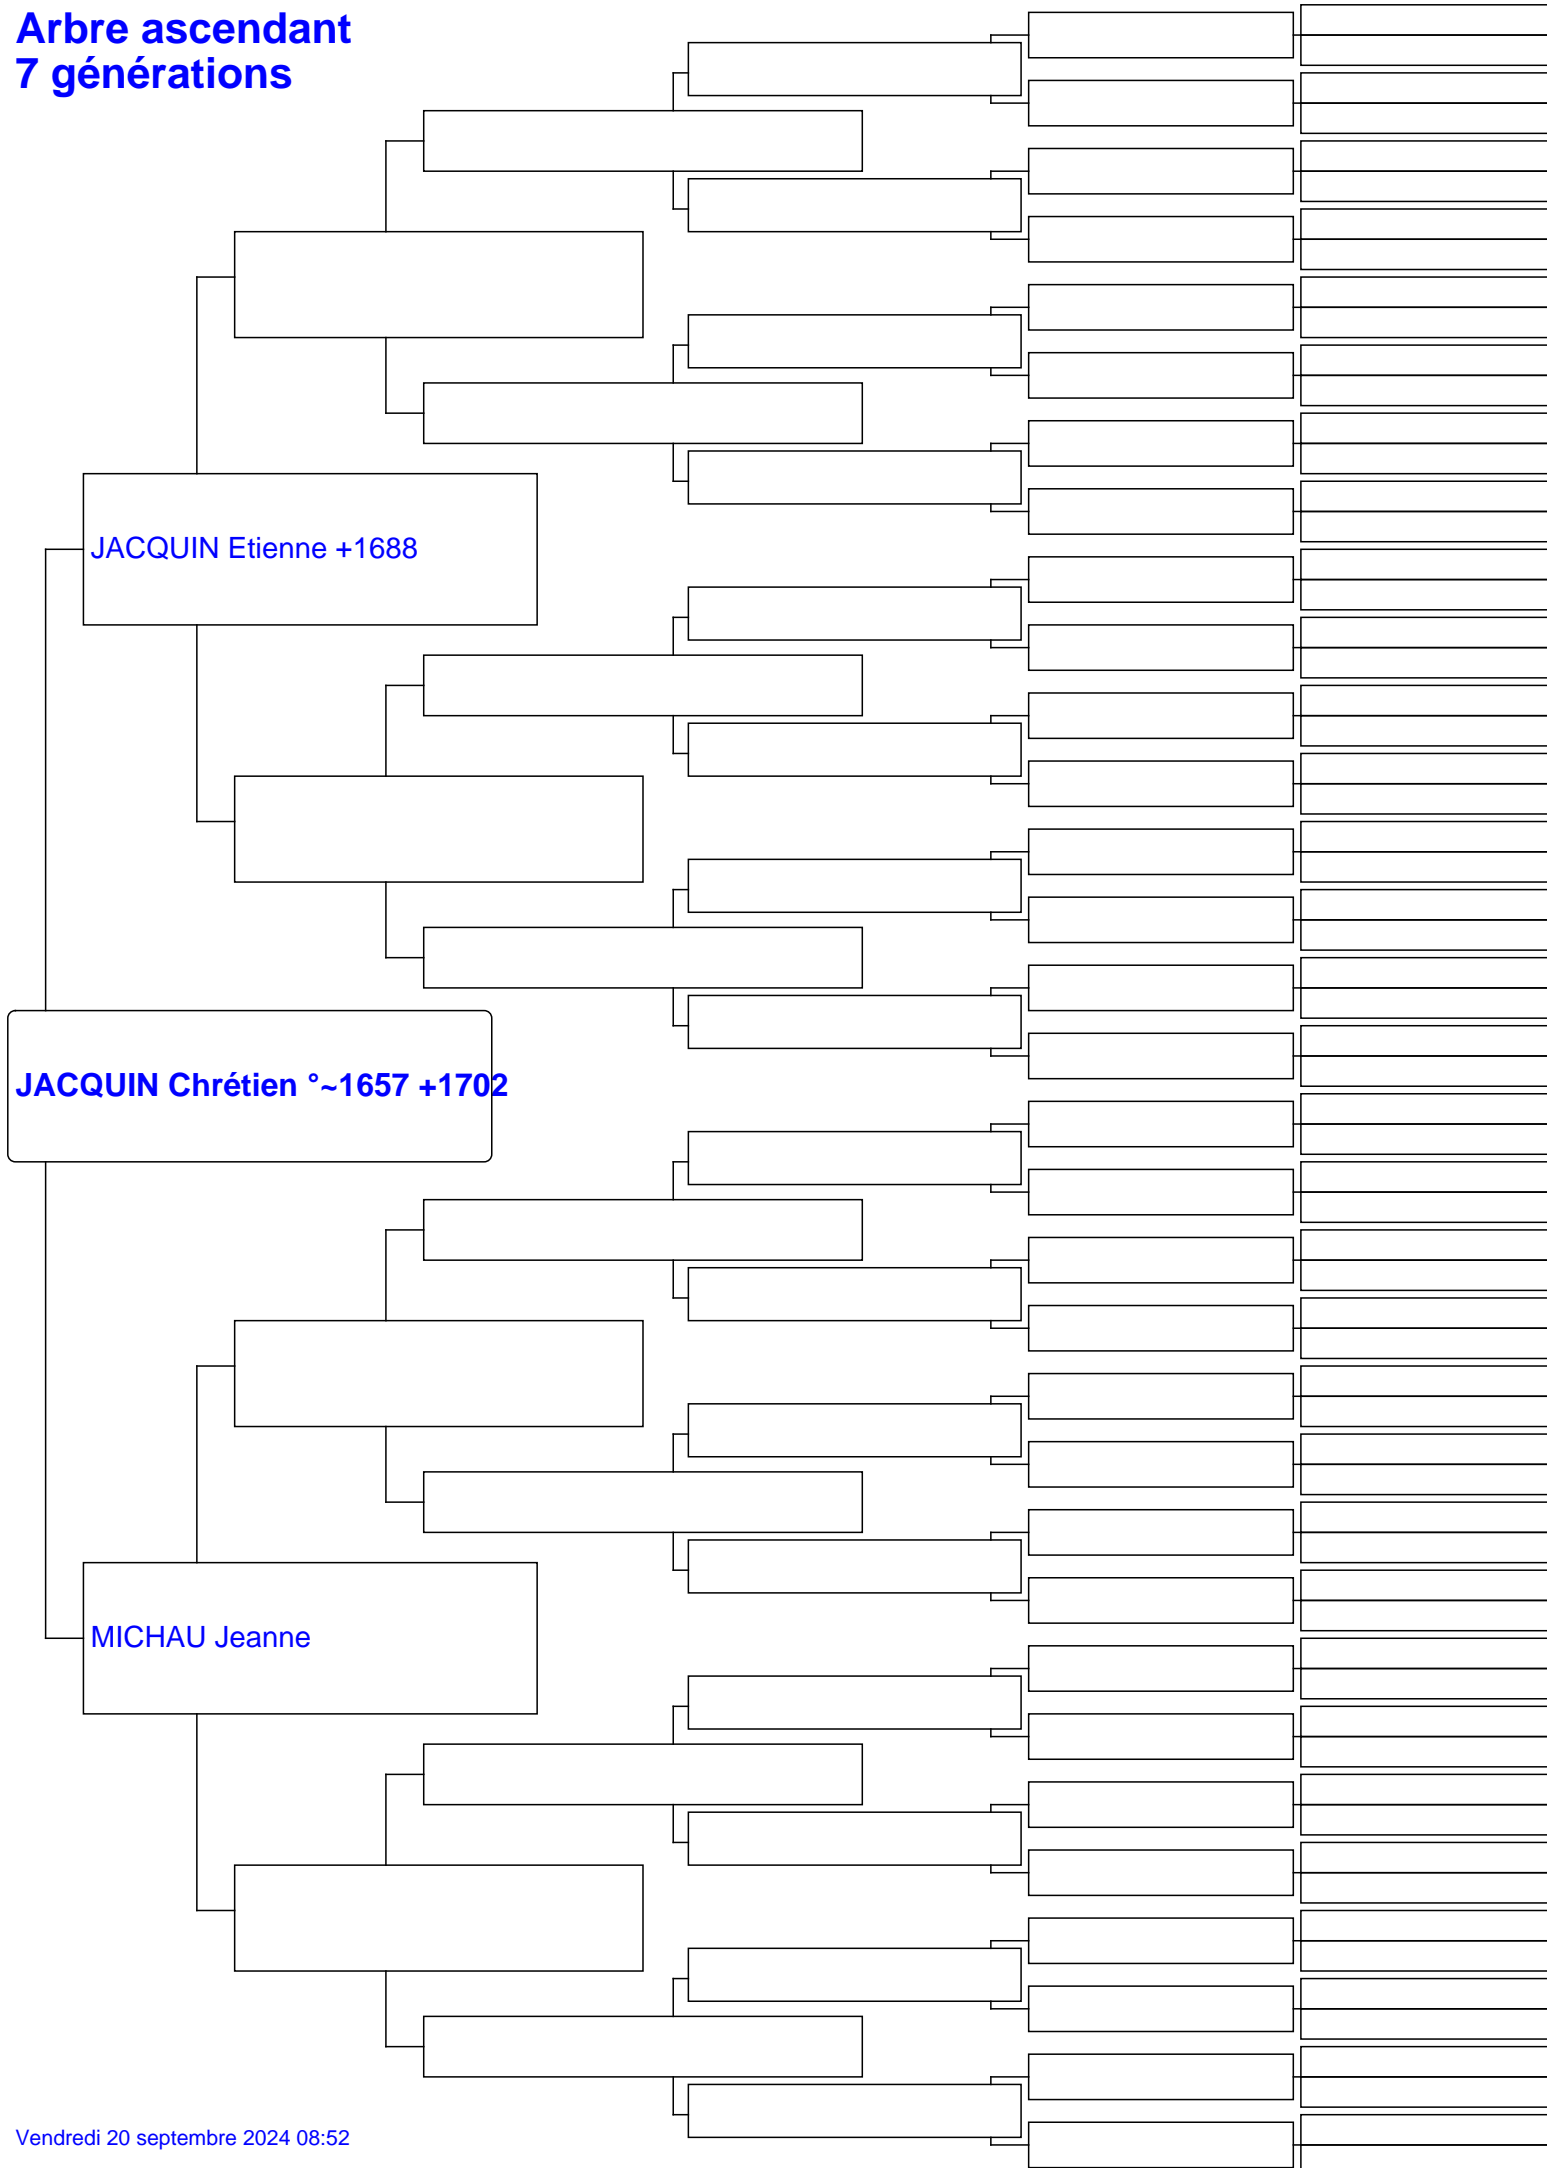 Arbre ascendant
7 générations
JACQUIN Etienne +1688
JACQUIN Chrétien °~1657 +1702
MICHAU Jeanne
Vendredi 20 septembre 2024 08:52